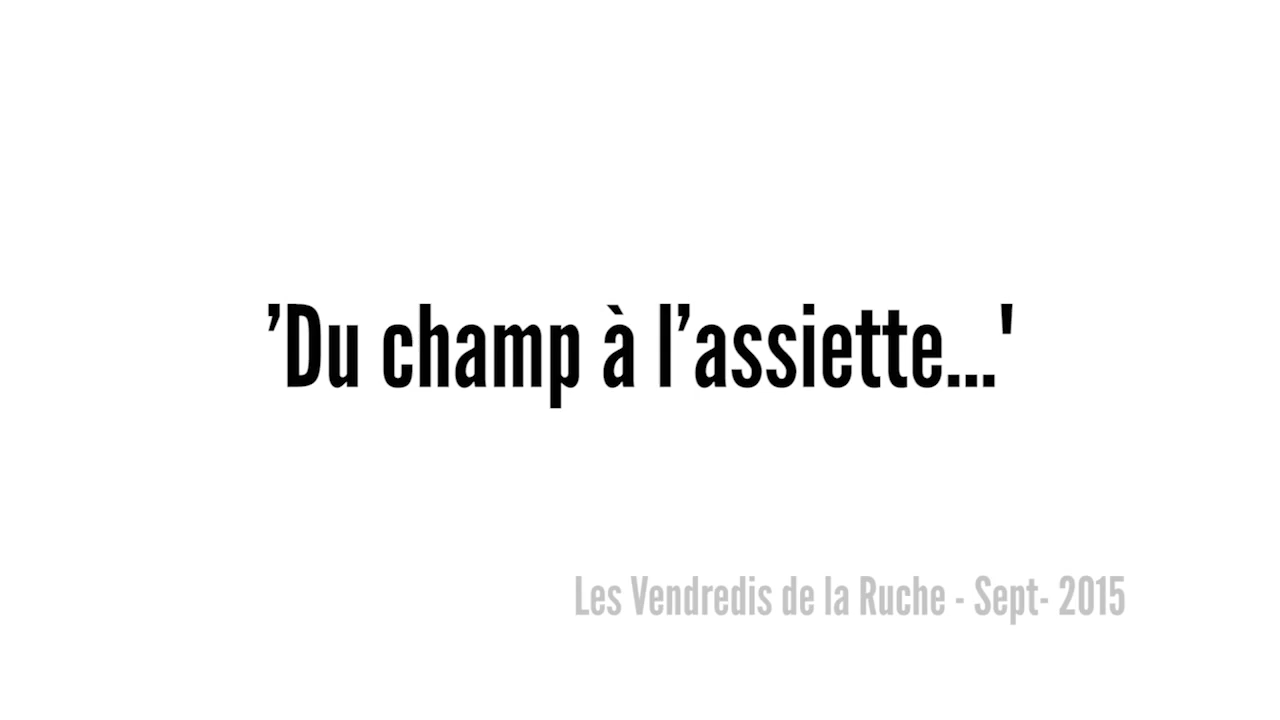 ’Du champ à l’assiette...'
Les Vendredis de la Ruche - Sept- 2015